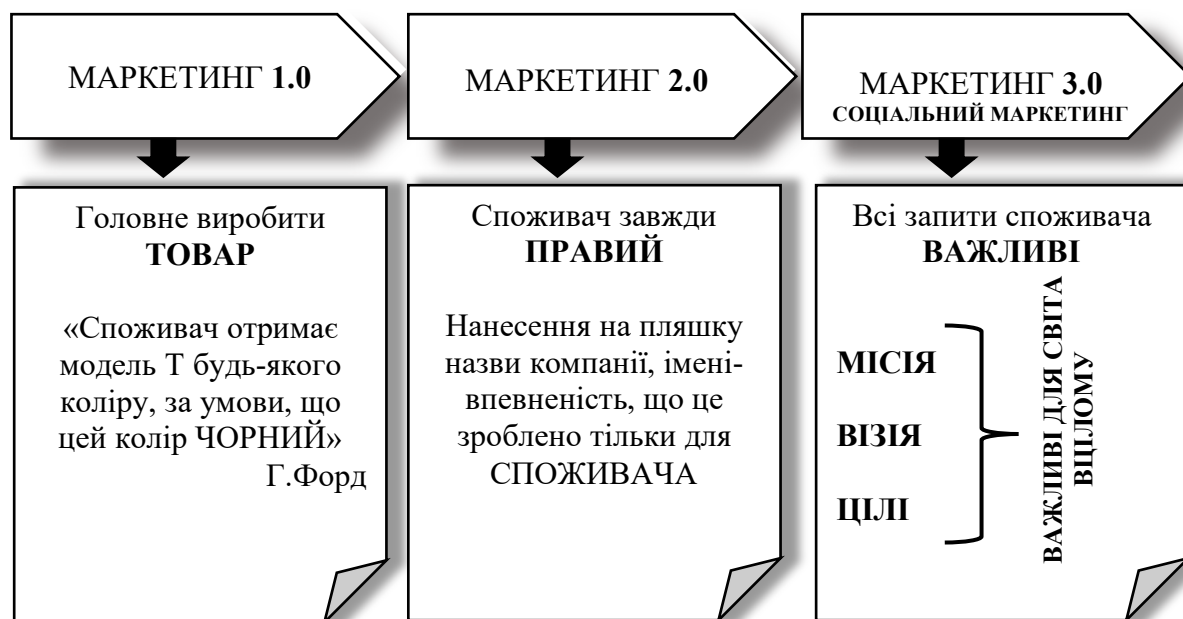 МАРКЕТИНГ 1.0
МАРКЕТИНГ 2.0
МАРКЕТИНГ 3.0
СОЦІАЛЬНИЙ МАРКЕТИНГ
Головне виробити
ТОВАР
«Споживач отримає
модель Т будь-якого
коліру, за умови, що
цей колір ЧОРНИЙ»
Г.Форд
Споживач завжди
ПРАВИЙ
Нанесення на пляшку
назви компанії, імені-
впевненість, що це
зроблено тільки для
СПОЖИВАЧА
Всі запити споживача
ВАЖЛИВІ
МІСІЯ
ВІЗІЯ
ЦІЛІ
ВАЖЛИВІ ДЛЯ СВІТА
ВЦІЛОМУ